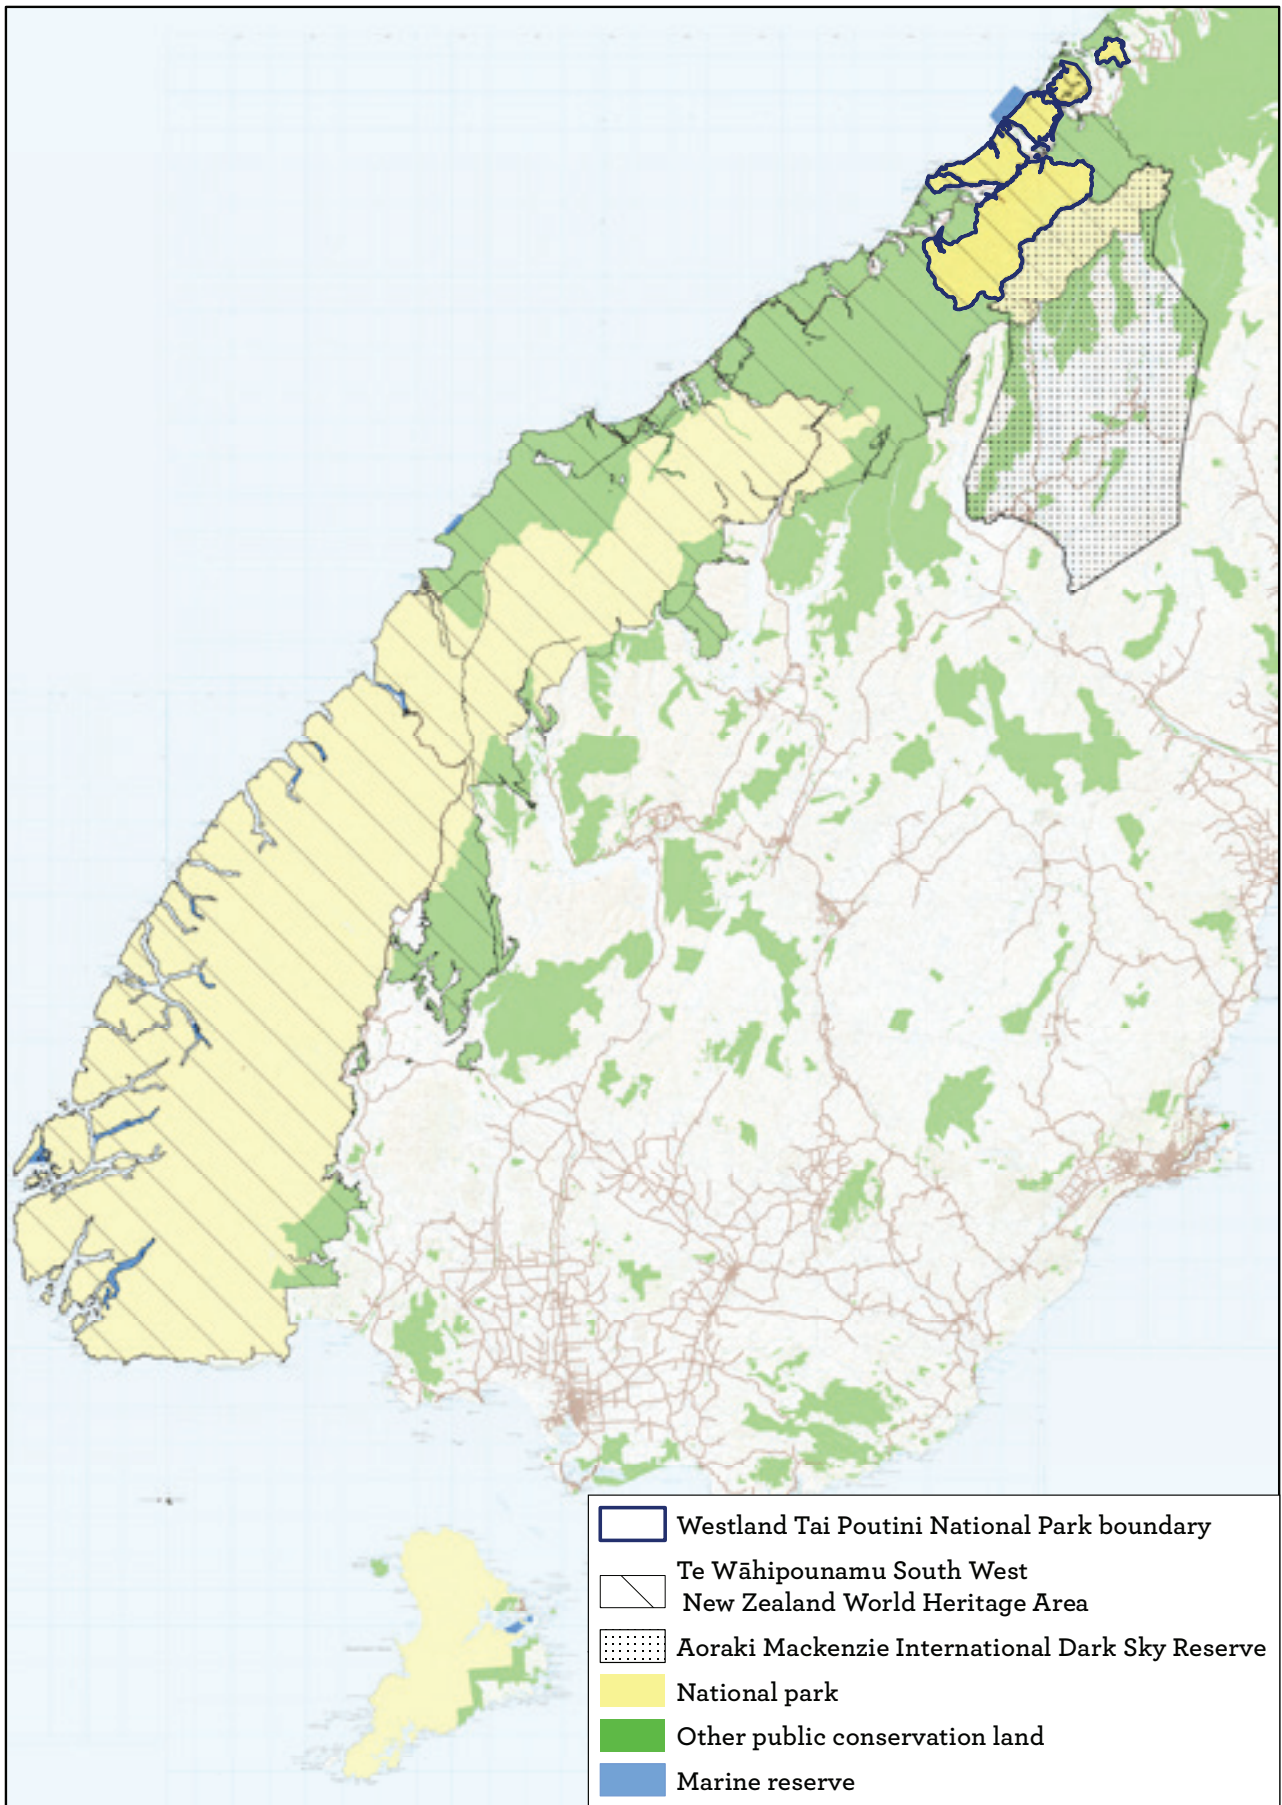 Westland Tai Poutini National Park boundary
Te Wāhipounamu South West
New Zealand World Heritage Area
Aoraki Mackenzie International Dark Sky Reserve
National park
Other public conservation land
Marine reserve